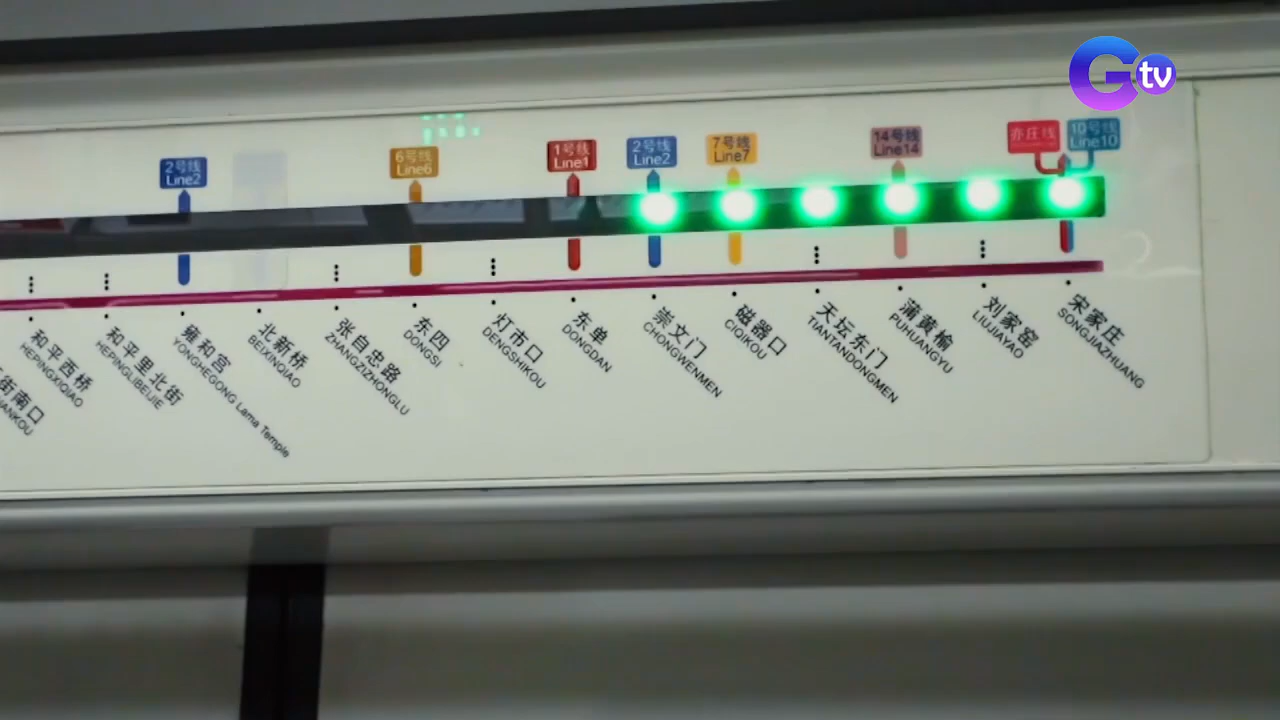 Gtv
2号线
Line2
6号线
Line6
1号线
Line1
2号线
Line2
7号线
Line7
14号线
Line14
亦庄线
10号线
Line10
街南口
ANKOU
和平西桥
HEPINGXIQIAO
和平里北街
HEPINGLIBEIJIE
雍和宫
YONGHEGONG Lama Temple
北新桥
BEIXINQIAO
张自忠路
ZHANGZIZHONGLU
东四
DONGSI
灯市口
DENGSHIKOU
东单
DONGDAN
崇文门
CHONGWENMEN
磁器口
CIQIKOU
天坛东门
TIANTANDONGMEN
蒲黄榆
PUHUANGYU
刘家窑
LIUJIAYAO
宋家庄
SONGJIAZHUANG